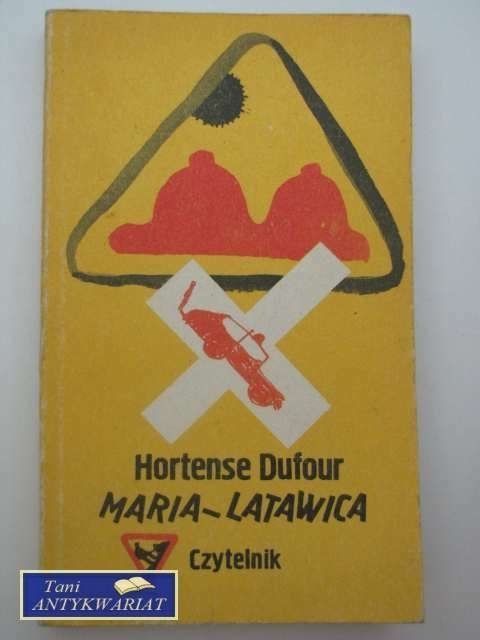 Hortense Dufour
MARIA~LATAWICA
Czytelnik
Tani
ANTYKWARIAT